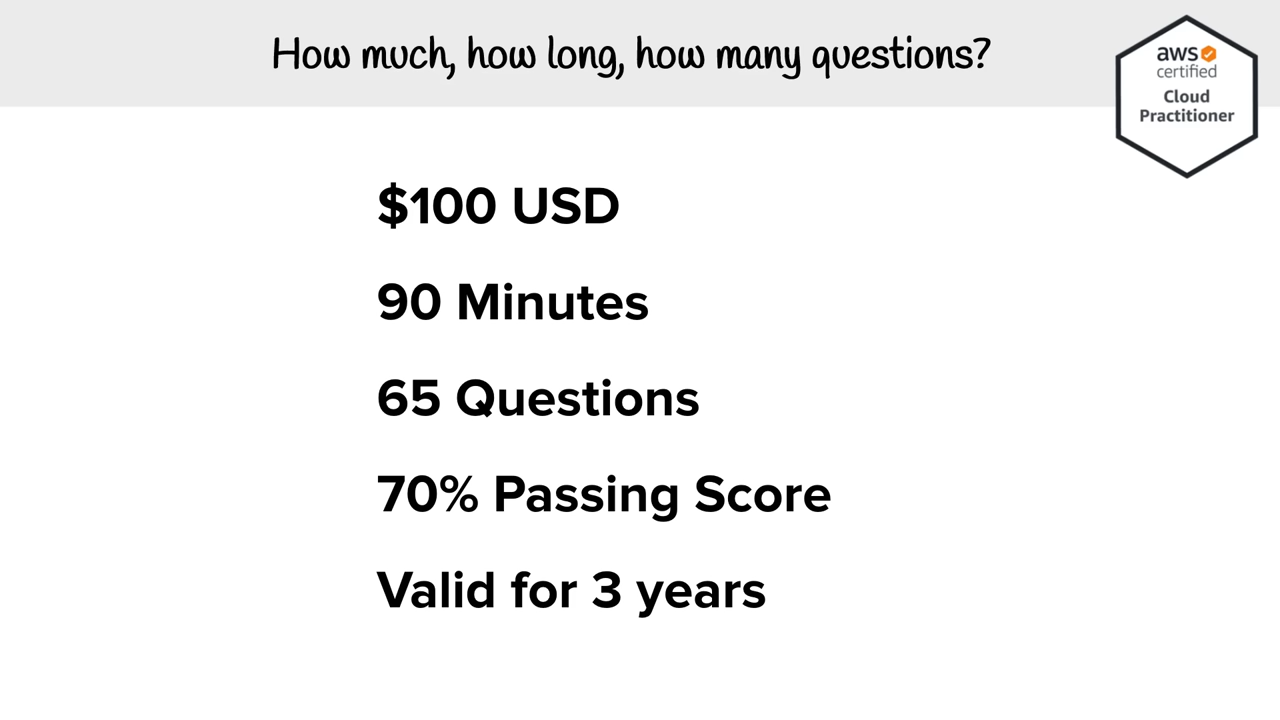 How much, how long, how many questions?
aws
certified
Cloud
Practitioner
$100 USD
90 Minutes
65 Questions
70% Passing Score
Valid for 3 years